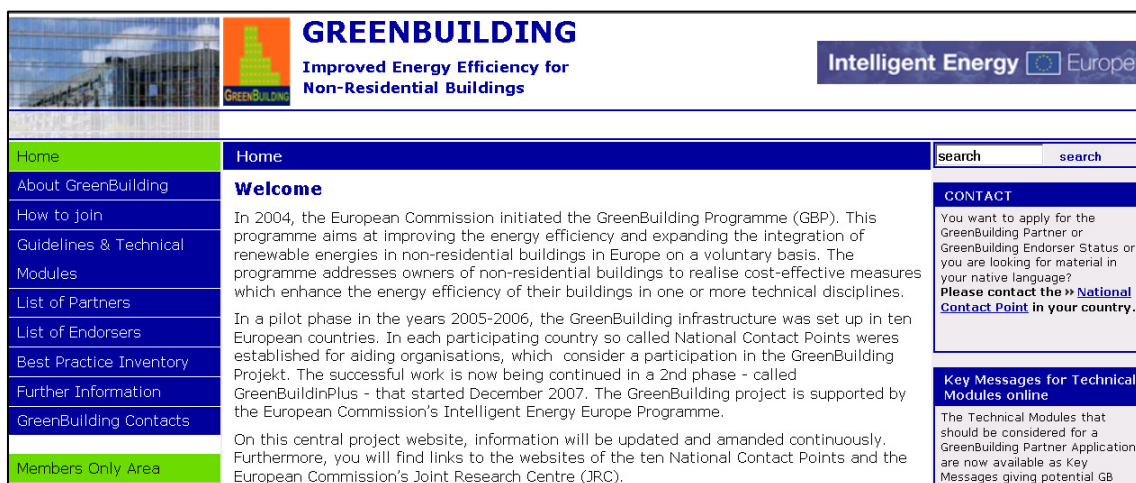 GREENBUILDING
Improved Energy Efficiency for
Non-Residential Buildings
GREENBUILDING
Intelligent Energy Europe
Home
About GreenBuilding
How to join
Guidelines & Technical
Modules
List of Partners
List of Endorsers
Best Practice Inventory
Further Information
GreenBuilding Contacts
Members Only Area
Home
Welcome
In 2004, the European Commission initiated the GreenBuilding Programme (GBP). This
programme aims at improving the energy efficiency and expanding the integration of
renewable energies in non-residential buildings in Europe on a voluntary basis. The
programme addresses owners of non-residential buildings to realise cost-effective measures
which enhance the energy efficiency of their buildings in one or more technical disciplines.
In a pilot phase in the years 2005-2006, the GreenBuilding infrastructure was set up in ten
European countries. In each participating country so called National Contact Points weres
established for aiding organisations, which consider a participation in the GreenBuilding
Projekt. The successful work is now being continued in a 2nd phase - called
GreenBuildinPlus - that started December 2007. The GreenBuilding project is supported by
the European Commission's Intelligent Energy Europe Programme.
On this central project website, information will be updated and amanded continuously.
Furthermore, you will find links to the websites of the ten National Contact Points and the
European Commission's Joint Research Centre (JRC).
search search
CONTACT
You want to apply for the
GreenBuilding Partner or
GreenBuilding Endorser Status or
you are looking for material in
your native language?
Please contact the » National
Contact Point in your country.
Key Messages for Technical
Modules online
The Technical Modules that
should be considered for a
GreenBuilding Partner Application
are now available as Key
Messages giving potential GB